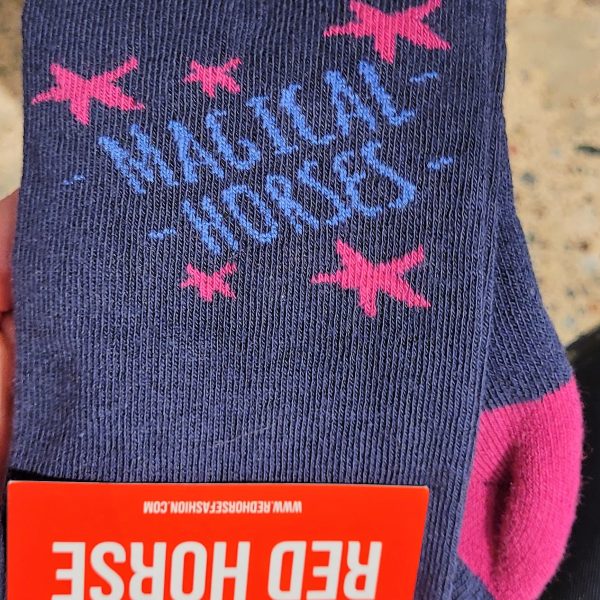 - MAGICAL -
- HORSES -
RED HORSE
WWW.REDHORSEFASHION.COM